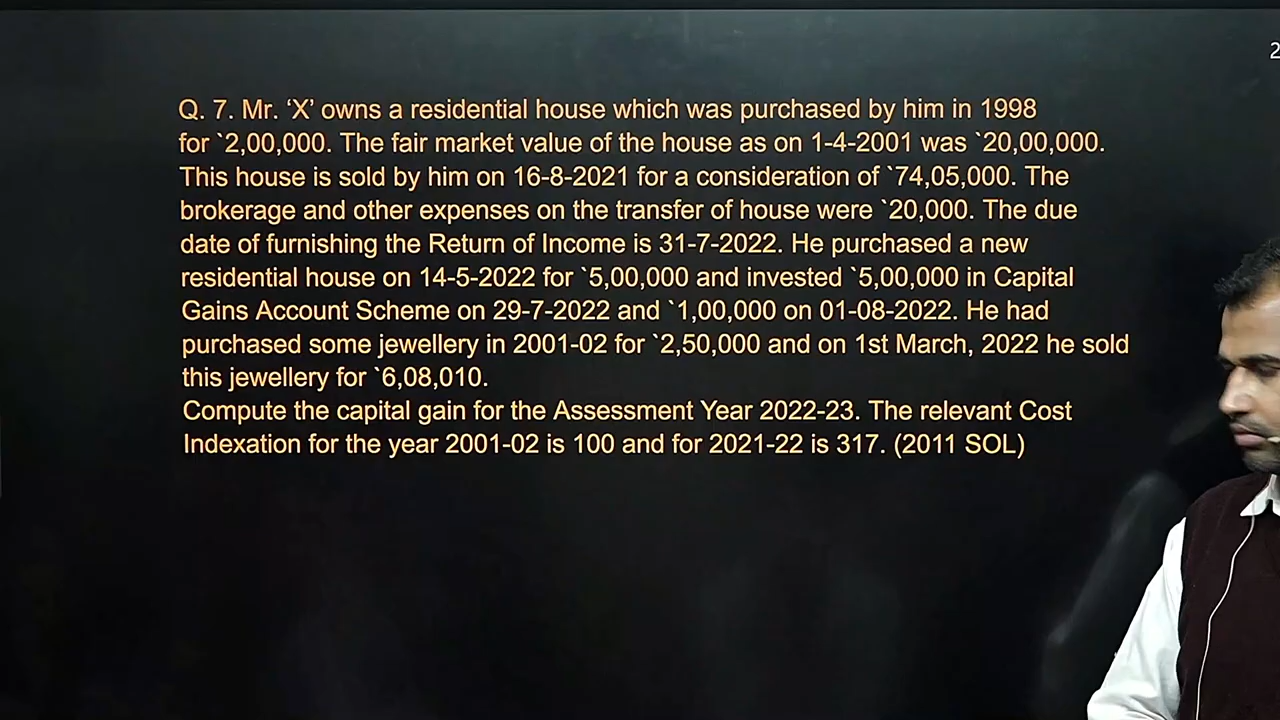 2
Q. 7. Mr. ‘X’ owns a residential house which was purchased by him in 1998
for `2,00,000. The fair market value of the house as on 1-4-2001 was `20,00,000.
This house is sold by him on 16-8-2021 for a consideration of `74,05,000. The
brokerage and other expenses on the transfer of house were `20,000. The due
date of furnishing the Return of Income is 31-7-2022. He purchased a new
residential house on 14-5-2022 for `5,00,000 and invested `5,00,000 in Capital
Gains Account Scheme on 29-7-2022 and `1,00,000 on 01-08-2022. He had
purchased some jewellery in 2001-02 for `2,50,000 and on 1st March, 2022 he sold
this jewellery for `6,08,010.
Compute the capital gain for the Assessment Year 2022-23. The relevant Cost
Indexation for the year 2001-02 is 100 and for 2021-22 is 317. (2011 SOL)